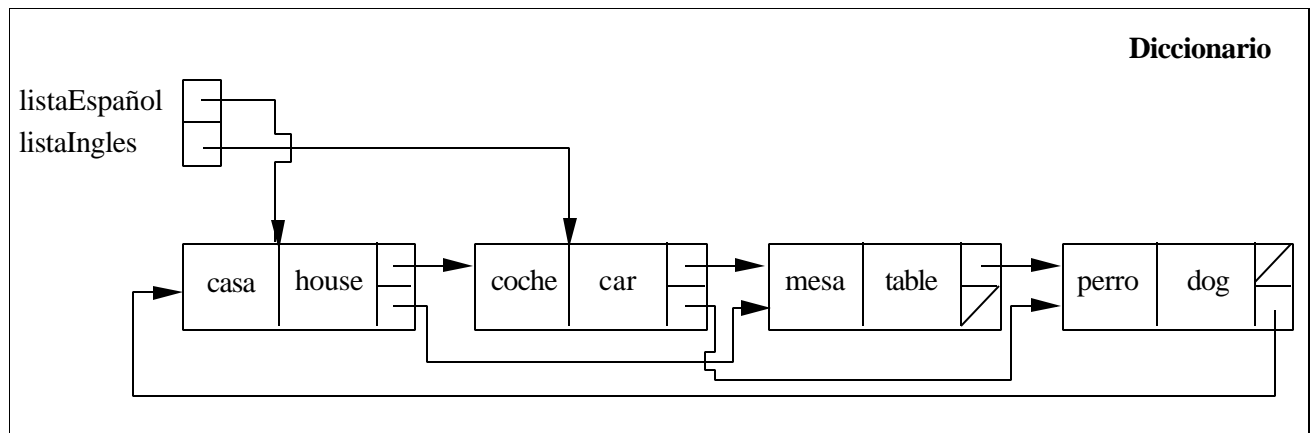 Diccionario
listaEspañol
listaIngles
casa house coche car mesa table perro dog